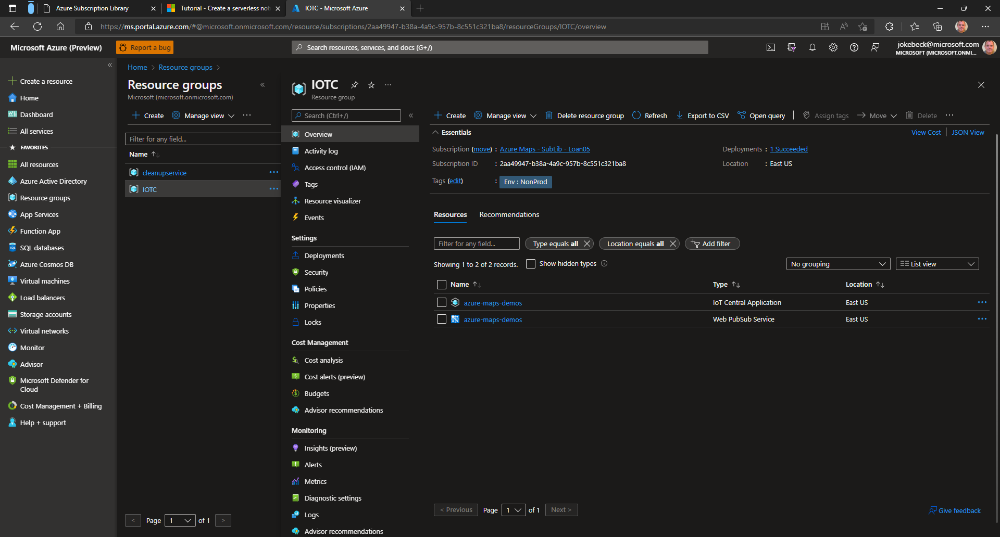 Azure Subscription Library
Tutorial - Create a serverless not
IOTC - Microsoft Azure
https://ms.portal.azure.com/#@microsoft.onmicrosoft.com/resource/subscriptions/2aa49947-b38a-4a9c-957b-8c551c321ba8/resourceGroups/IOTC/overview
Microsoft Azure (Preview)
Report a bug
Search resources, services, and docs (G+/)
jokebeck@microsoft.com
MICROSOFT (MICROSOFT.ONMI...
Create a resource
Home
Dashboard
All services
FAVORITES
All resources
Azure Active Directory
Resource groups
App Services
Function App
SQL databases
Azure Cosmos DB
Virtual machines
Load balancers
Storage accounts
Virtual networks
Monitor
Advisor
Microsoft Defender for
Cloud
Cost Management + Billing
Help + support
Home > Resource groups >
Resource groups
Microsoft (microsoft.onmicrosoft.com)
Create
Manage view
Filter for any field...
Name
cleanupservice
IOTC
< Page 1 of 1 >
IOTC
Resource group
Search (Ctrl+/)
Overview
Activity log
Access control (IAM)
Tags
Resource visualizer
Events
Settings
Deployments
Security
Policies
Properties
Locks
Cost Management
Cost analysis
Cost alerts (preview)
Budgets
Advisor recommendations
Monitoring
Insights (preview)
Alerts
Metrics
Diagnostic settings
Logs
Advisor recommendations
Create
Manage view
Delete resource group
Refresh
Export to CSV
Open query
Assign tags
Move
Delete
Essentials
View Cost
JSON View
Subscription (move) : Azure Maps - SubLib - Loan05
Deployments : 1 Succeeded
Subscription ID : 2aa49947-b38a-4a9c-957b-8c551c321ba8
Location : East US
Tags (edit) : Env : NonProd
Resources
Recommendations
Filter for any field...
Type equals all
Location equals all
Add filter
Showing 1 to 2 of 2 records.
Show hidden types
No grouping
List view
Name Type Location
azure-maps-demos IoT Central Application East US
azure-maps-demos Web PubSub Service East US
< Previous Page 1 of 1 Next >
Give feedback